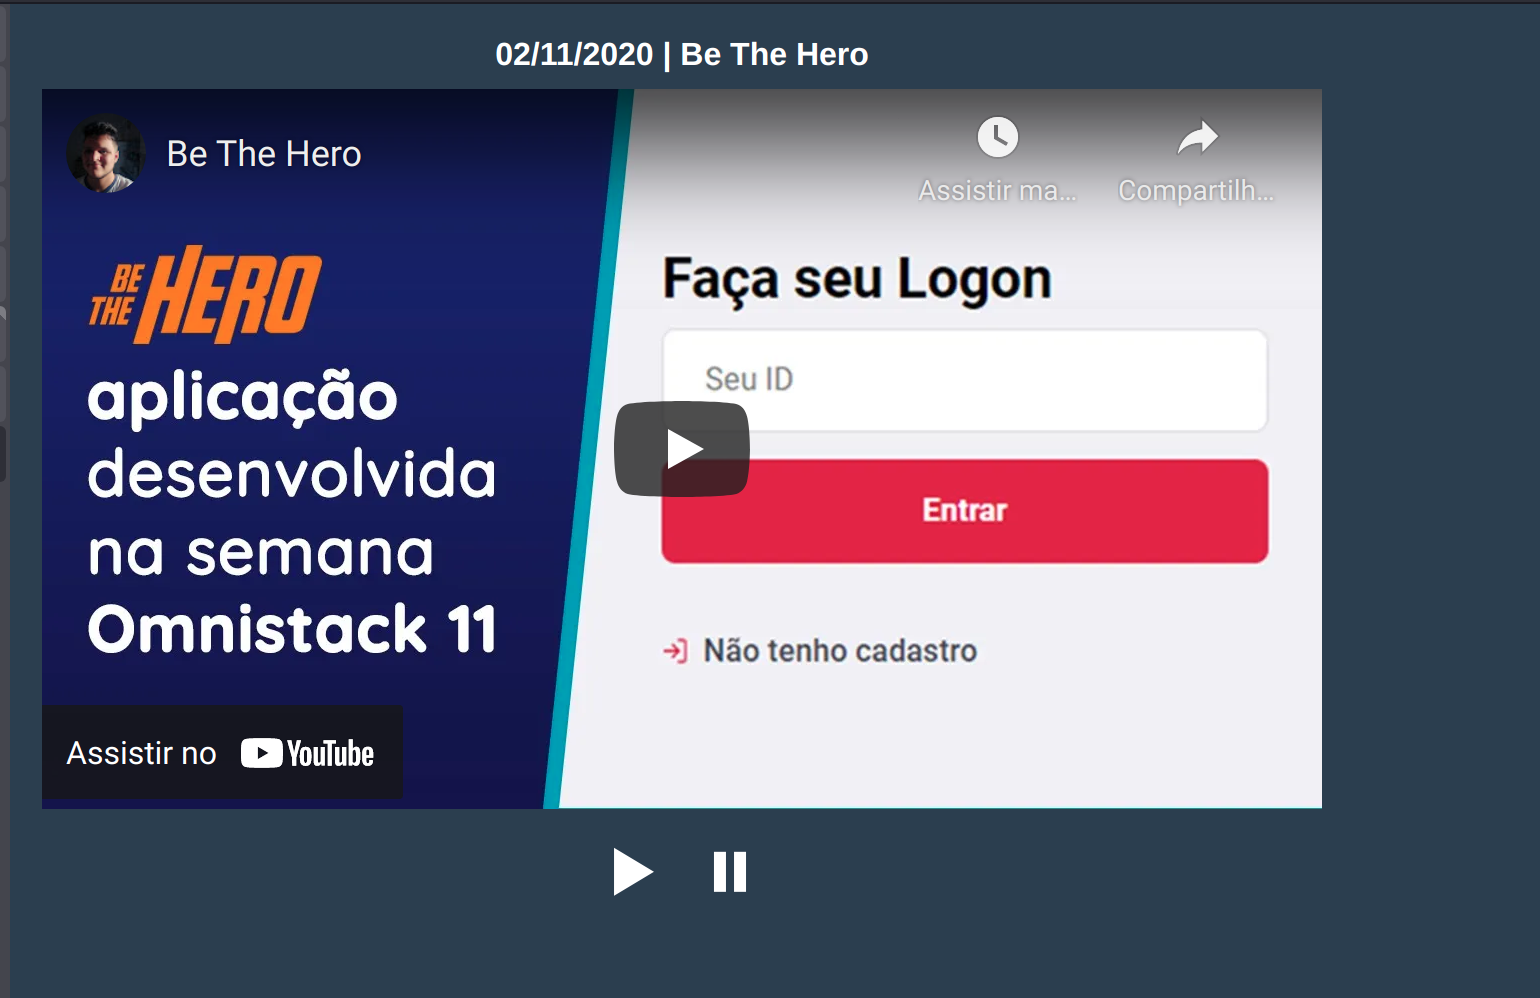 02/11/2020 | Be The Hero
Be The Hero
Assistir ma...
Compartilh...
BE
THE HERO
aplicação
desenvolvida
na semana
Omnistack 11
Faça seu Logon
Seu ID
Entrar
Não tenho cadastro
Assistir no YouTube